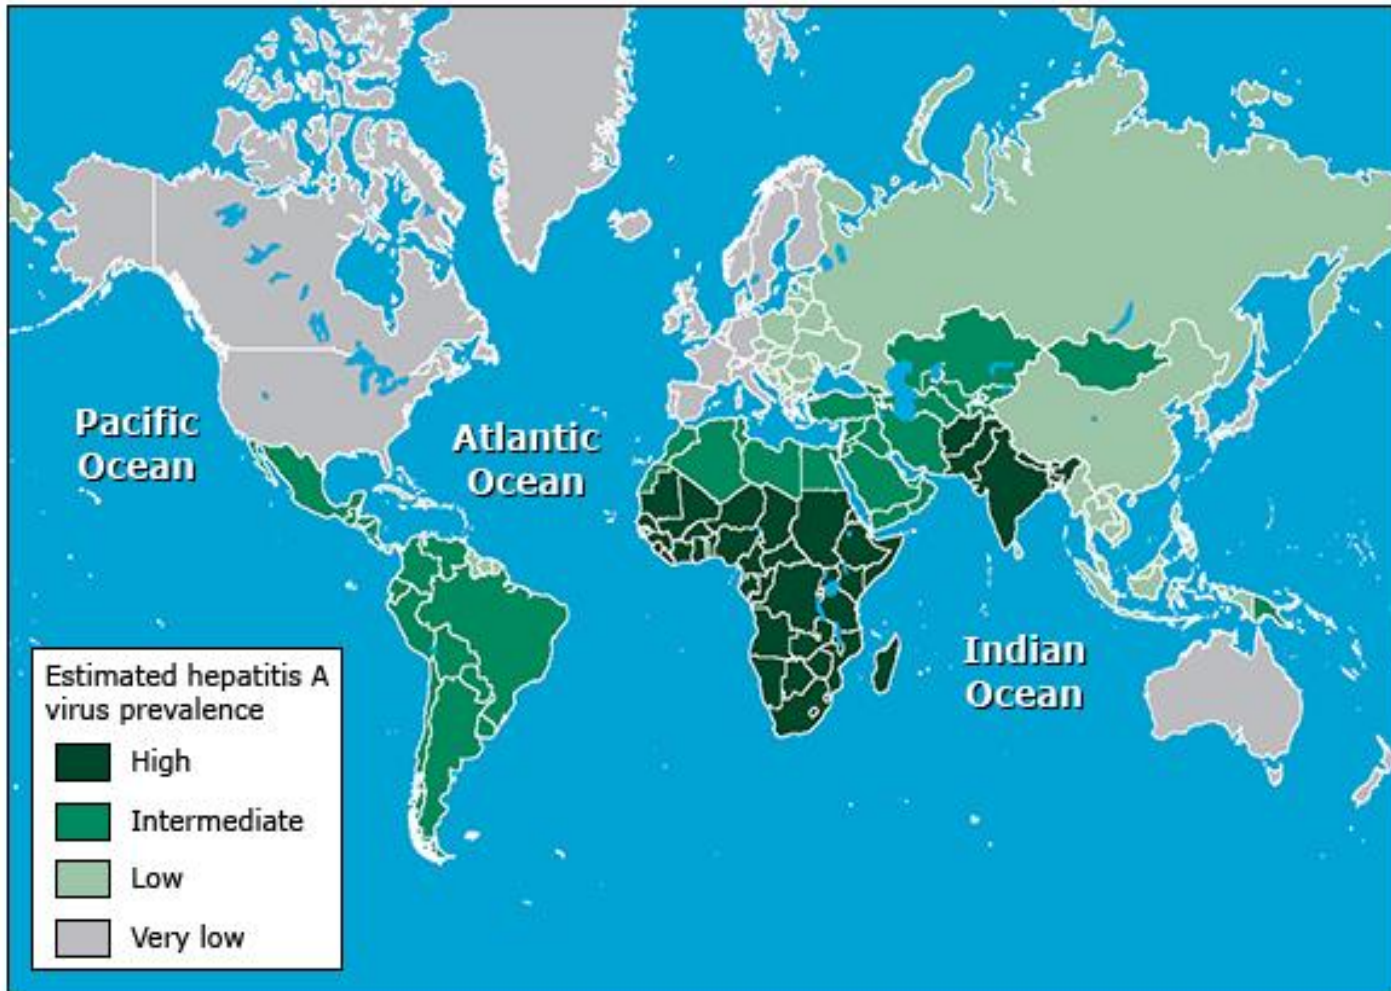 Pacific
Ocean
Atlantic
Ocean
Indian
Ocean
Estimated hepatitis A
virus prevalence
High
Intermediate
Low
Very low